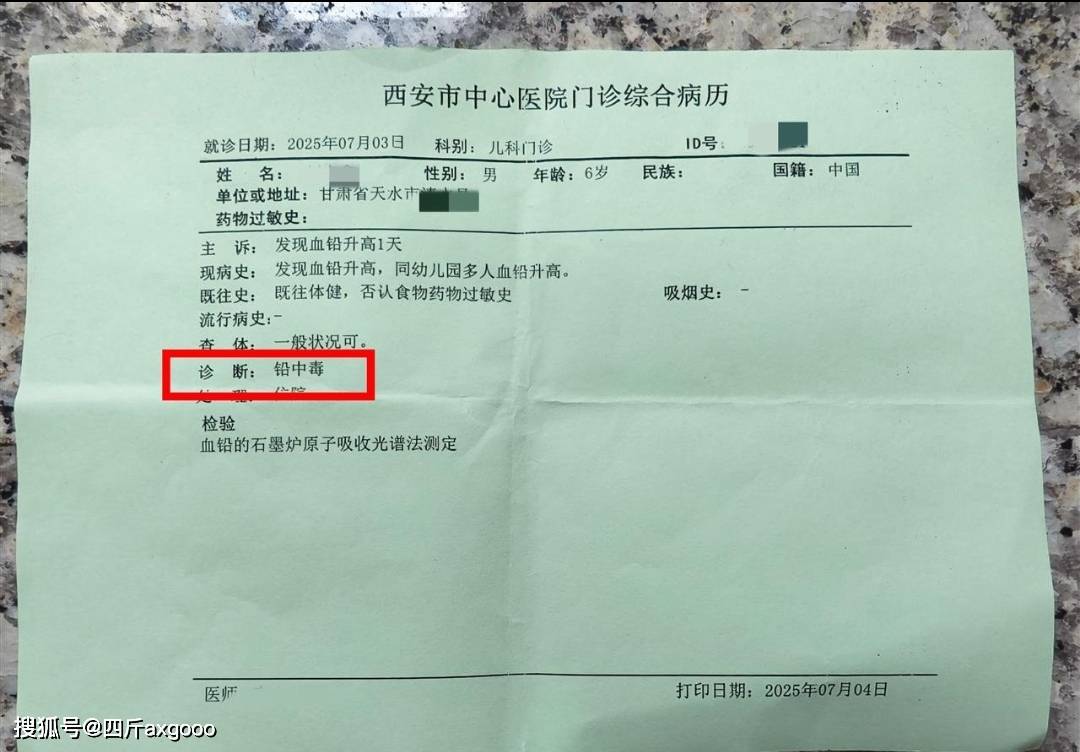 西安市中心医院门诊综合病历
就诊日期：2025年07月03日 科别：儿科门诊 ID号：
姓 名： 性别：男 年龄：6岁 民族： 国籍：中国
单位或地址：甘肃省天水市
药物过敏史：
主 诉：发现血铅升高1天
现病史：发现血铅升高，同幼儿园多人血铅升高。
既往史：既往体健，否认食物药物过敏史 吸烟史：-
流行病史:-
查 体：一般状况可。
诊 断：铅中毒
处 理：住院
检验
血铅的石墨炉原子吸收光谱法测定
医师 打印日期：2025年07月04日
搜狐号@四斤axgooo